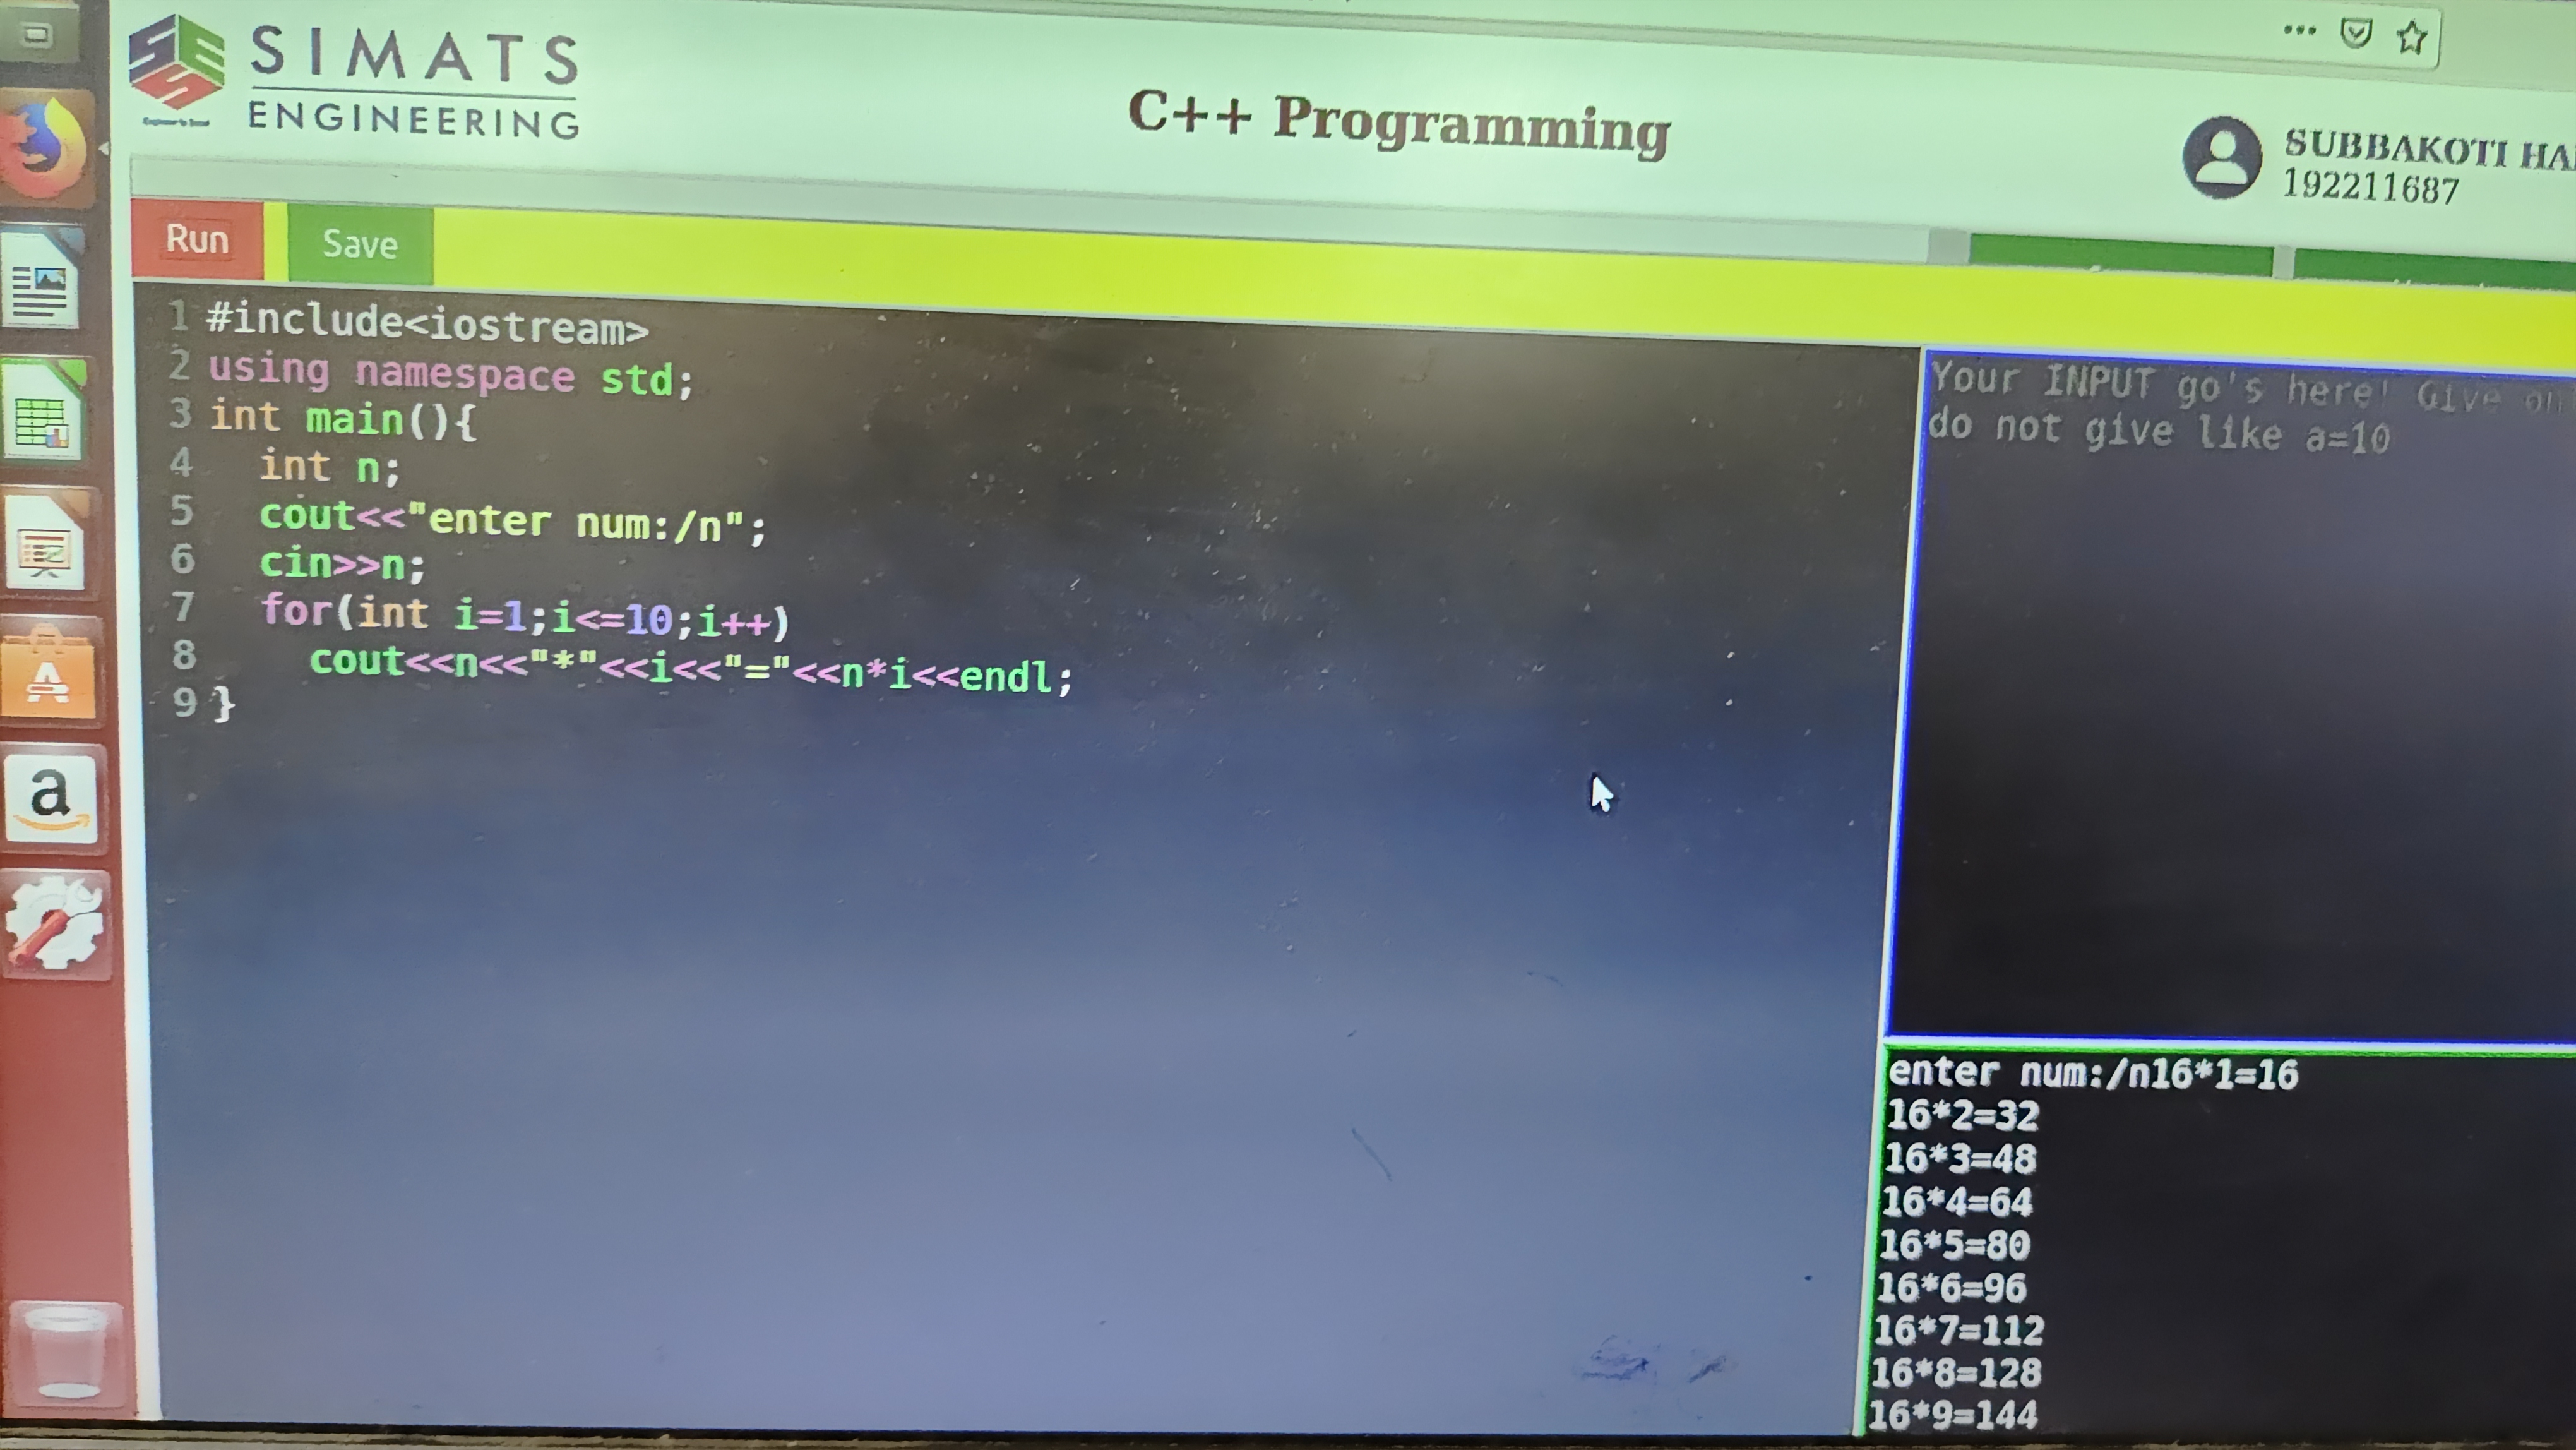 SIMATS
ENGINEERING
C++ Programming
SUBBAKOTI
192211687
Run
Save
1 #include<iostream>
2 using namespace std;
3 int main(){
4 int n;
5 cout<<"enter num:/n";
6 cin>>n;
7 for(int i=1;i<=10;i++)
8 cout<<n<<"*"<<i<<"="<<n*i<<endl;
9 }
Your INPUT go's here! Give
do not give like a=10
enter num:/n16*1=16
16*2=32
16*3=48
16*4=64
16*5=80
16*6=96
16*7=112
16*8=128
16*9=144
a